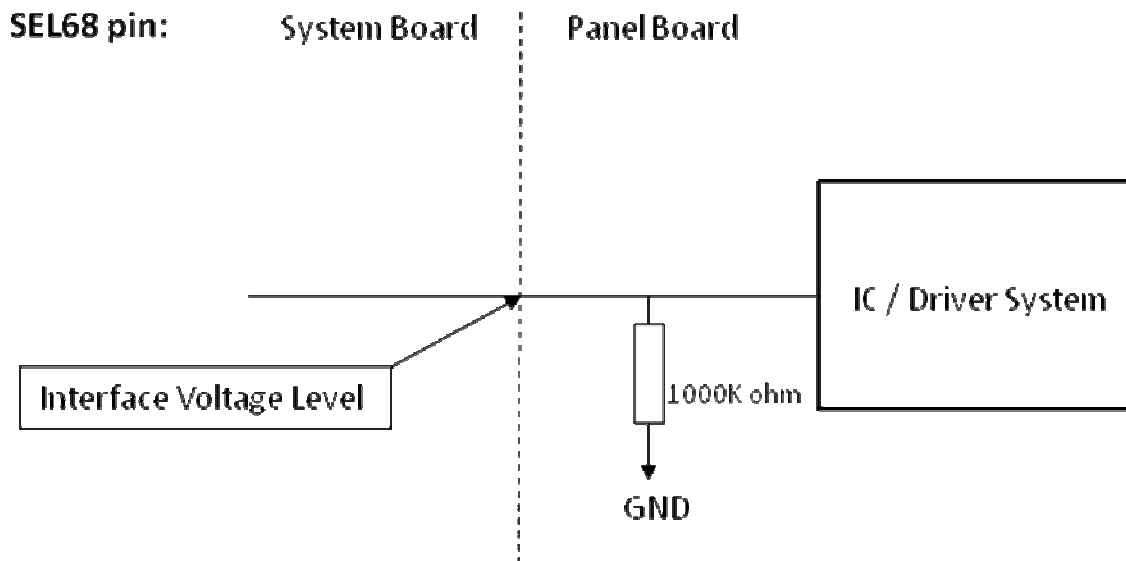 SEL68 pin:
System Board
Panel Board
IC / Driver System
Interface Voltage Level
1000K ohm
GND